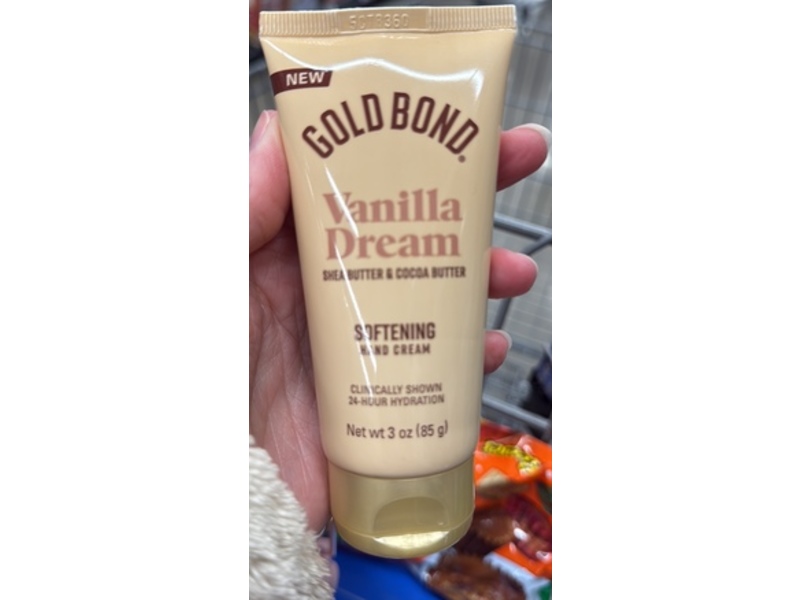 NEW
GOLD BOND®
Vanilla
Dream
SHEA BUTTER & COCOA BUTTER
SOFTENING
HAND CREAM
CLINICALLY SHOWN
24-HOUR HYDRATION
Net wt 3 oz (85 g)